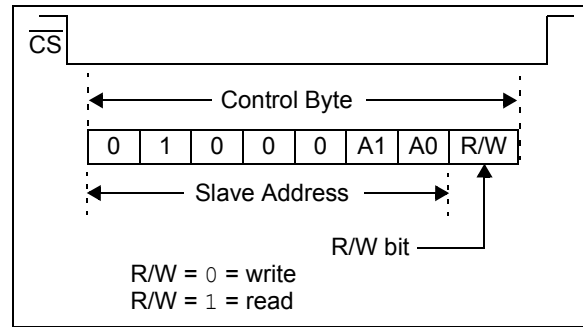 CS
Control Byte
0 1 0 0 0 A1 A0 R/W
Slave Address
R/W bit
R/W = 0 = write
R/W = 1 = read